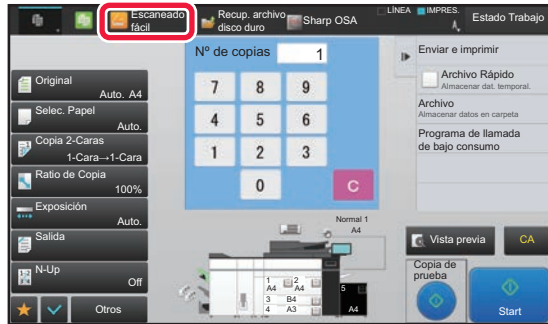 Escaneado
fácil
Recup. archivo
disco duro
Sharp OSA
LÍNEA
IMPRES.
Estado Trabajo
Nº de copias
1
Original
Auto. A4
Selec. Papel
Auto.
Copia 2-Caras
1-Cara→1-Cara
Ratio de Copia
100%
Exposición
Auto.
Salida
N-Up
Off
Otros
7 8 9
4 5 6
1 2 3
0 C
Normal 1
A4
1 A4
2 A4
3 B4
4 A3
5
A4
Enviar e imprimir
Archivo Rápido
Almacenar dat. temporal.
Archivo
Almacenar datos en carpeta
Programa de llamada
de bajo consumo
Vista previa
CA
Copia de
prueba
Start